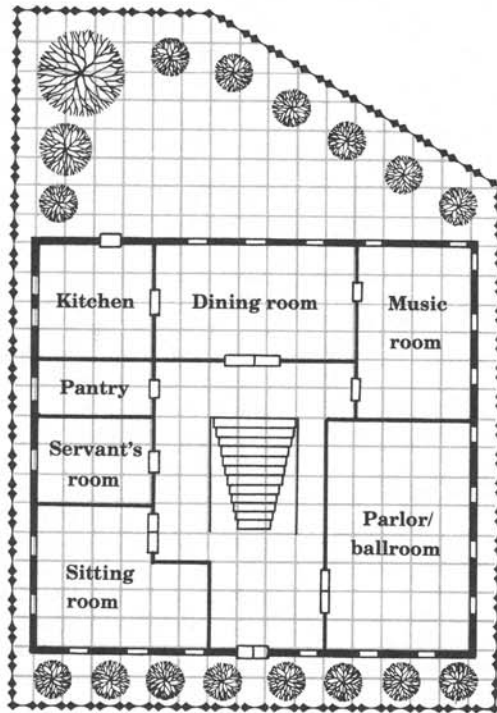 Kitchen
Dining room
Music
room
Pantry
Servant's
room
Parlor/
ballroom
Sitting
room